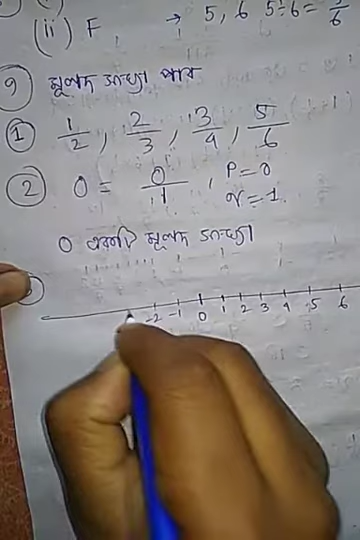 (ii) F → 5, 6 5÷6 = 5/6
মূলদ সংখ্যা
① 1/2, 2/3, 3/4, 5/6
② 0 = 0/1, P = 0
q = 1
0 একটি মূলদ সংখ্যা
-2 -1 0 1 2 3 4 5 6